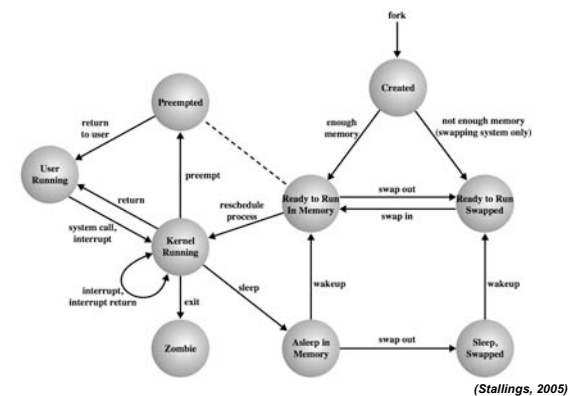 fork
Created
Preempted
enough
memory
not enough memory
(swapping system only)
return
to user
User
Running
preempt
return
reschedule
process
Ready to Run
In Memory
swap out
swap in
Ready to Run
Swapped
system call,
interrupt
Kernel
Running
interrupt,
interrupt return
sleep
exit
wakeup
wakeup
Zombie
Asleep in
Memory
swap out
Sleep,
Swapped
(Stallings, 2005)